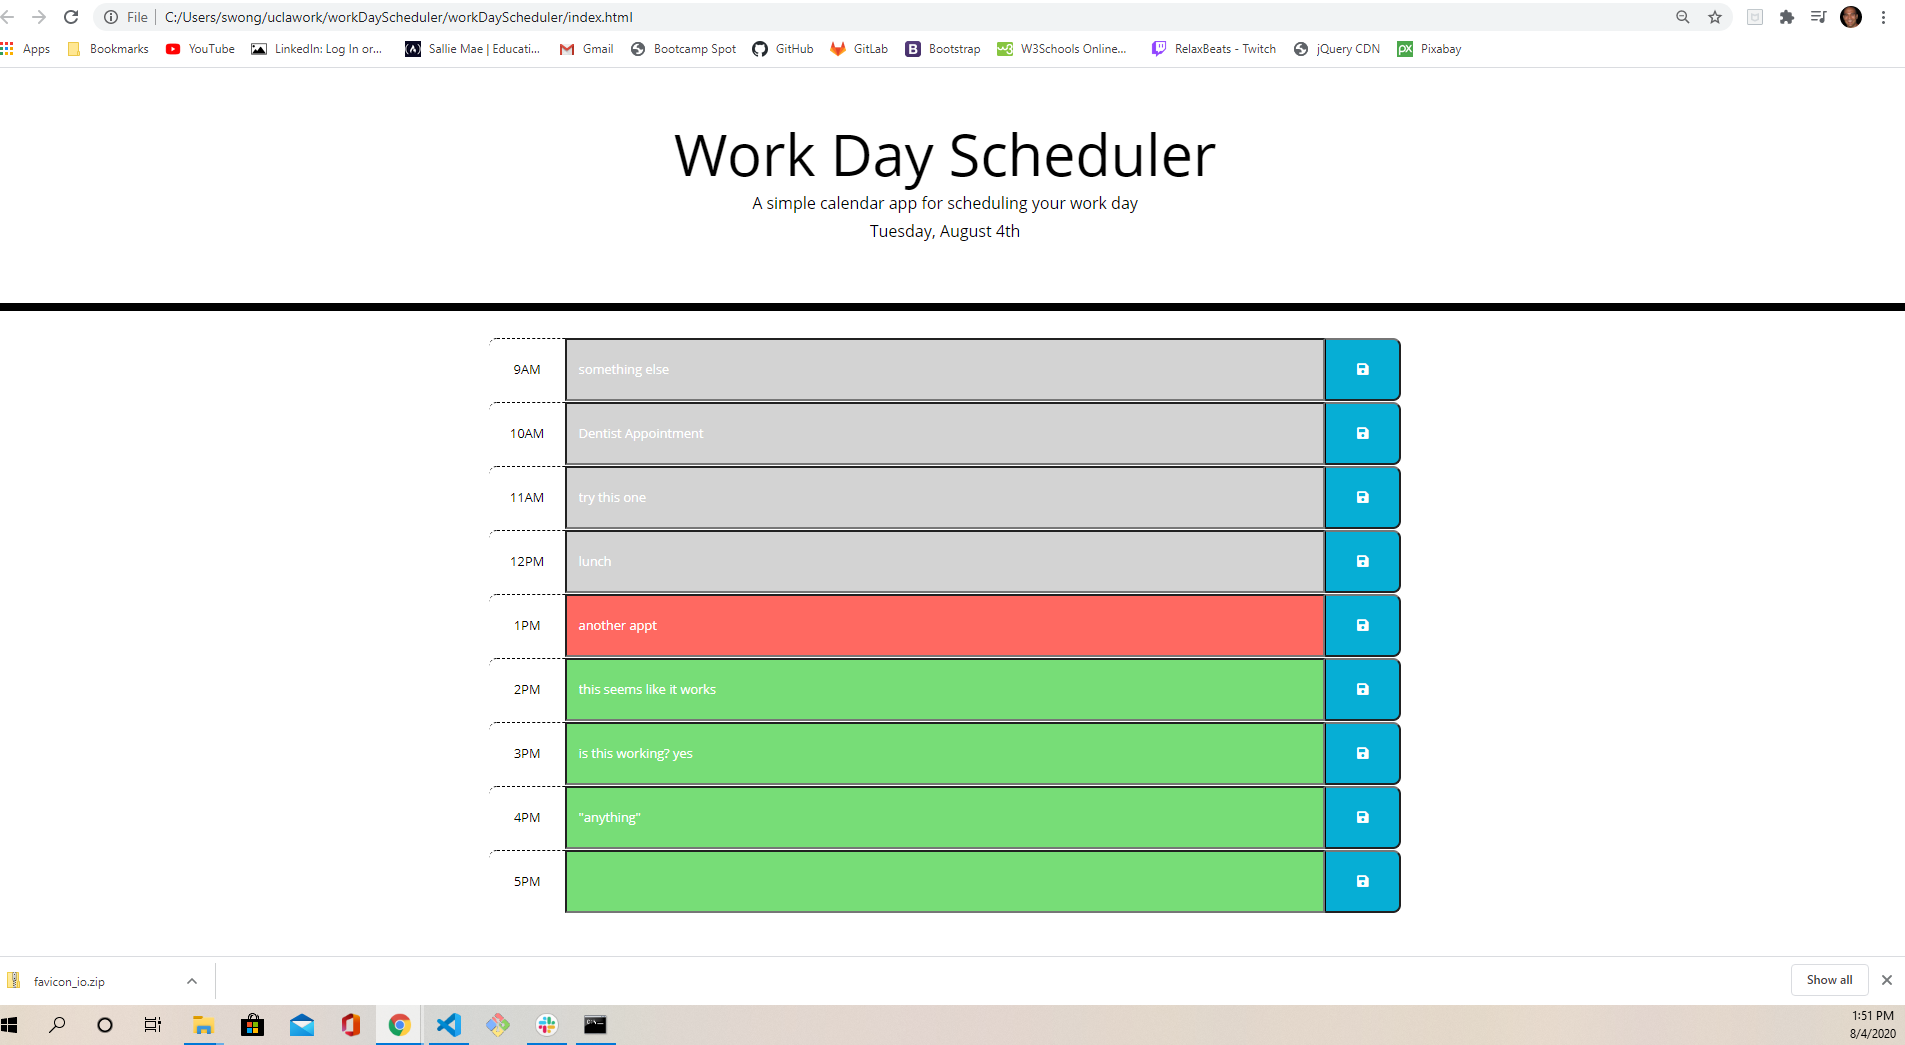 File | C:/Users/swong/uclawork/workDayScheduler/workDayScheduler/index.html
Apps Bookmarks YouTube LinkedIn: Log In or... Sallie Mae | Educati... Gmail Bootcamp Spot GitHub GitLab Bootstrap W3Schools Online... RelaxBeats - Twitch jQuery CDN Pixabay
Work Day Scheduler
A simple calendar app for scheduling your work day
Tuesday, August 4th
9AM something else
10AM Dentist Appointment
11AM try this one
12PM lunch
1PM another appt
2PM this seems like it works
3PM is this working? yes
4PM "anything"
5PM
favicon_io.zip Show all
1:51 PM
8/4/2020